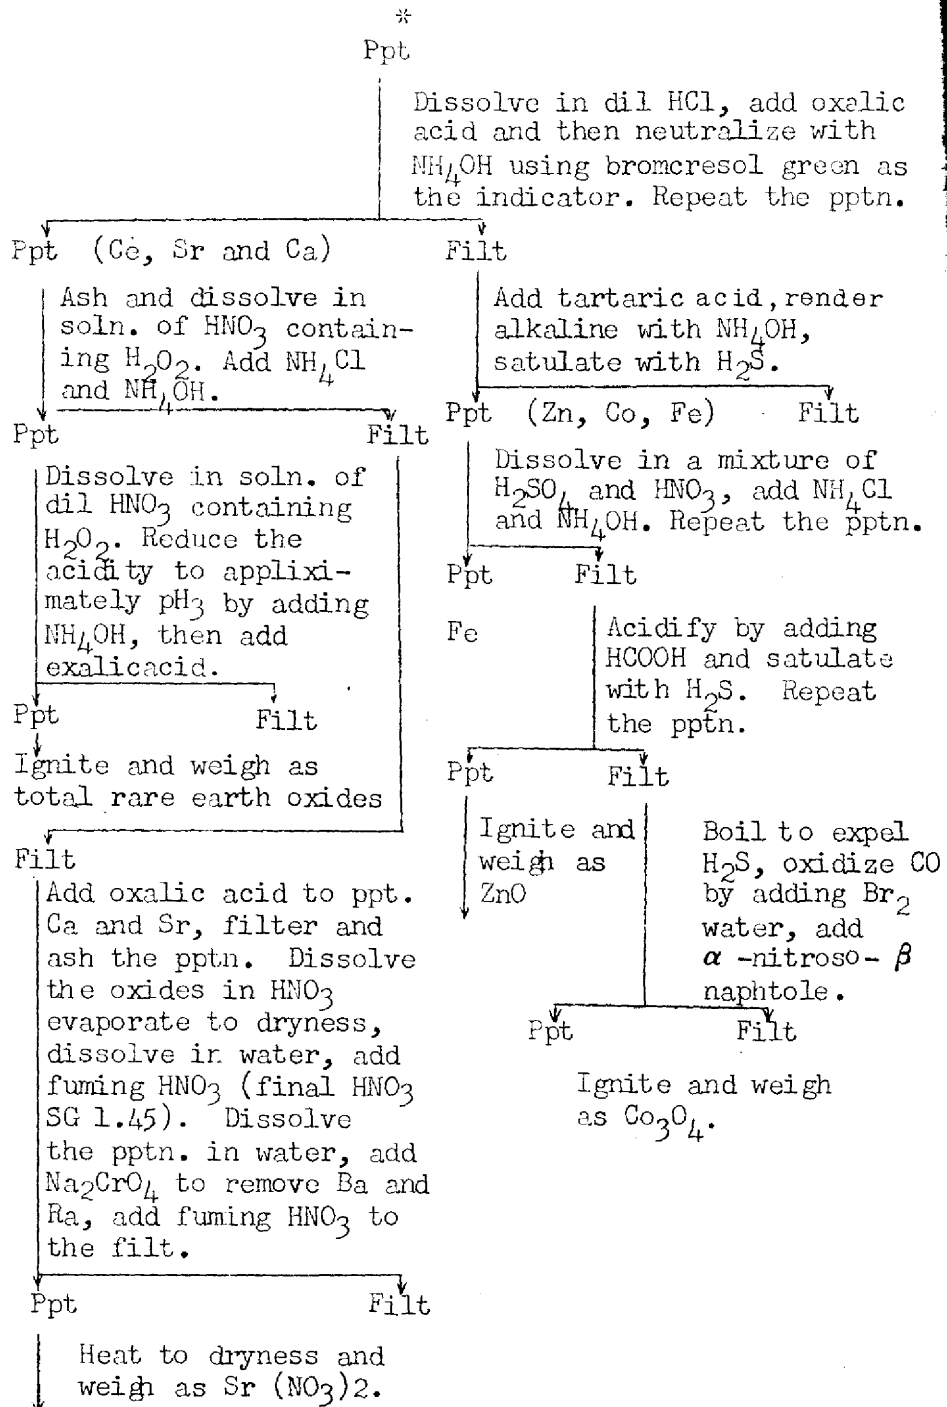 *
Ppt
Dissolve in dil HCl, add oxalic
acid and then neutralize with
NH4OH using bromcresol green as
the indicator. Repeat the pptn.
Ppt (Ce, Sr and Ca)
Filt
Ash and dissolve in
soln. of HNO3 contain-
ing H2O2. Add NH4Cl
and NH4OH.
Add tartaric acid, render
alkaline with NH4OH,
satulate with H2S.
Ppt
Filt
Ppt (Zn, Co, Fe)
Filt
Dissolve in soln. of
dil HNO3 containing
H2O2. Reduce the
acidity to applixi-
mately pH3 by adding
NH4OH, then add
exalicacid.
Dissolve in a mixture of
H2SO4 and HNO3, add NH4Cl
and NH4OH. Repeat the pptn.
Ppt
Filt
Fe
Acidify by adding
HCOOH and satulate
with H2S. Repeat
the pptn.
Ppt
Filt
Ignite and weigh as
total rare earth oxides
Ppt
Filt
Ignite and
weigh as
ZnO
Boil to expel
H2S, oxidize CO
by adding Br2
water, add
α -nitroso- β
naphtole.
Filt
Add oxalic acid to ppt.
Ca and Sr, filter and
ash the pptn. Dissolve
the oxides in HNO3
evaporate to dryness,
dissolve in water, add
fuming HNO3 (final HNO3
SG 1.45). Dissolve
the pptn. in water, add
Na2CrO4 to remove Ba and
Ra, add fuming HNO3 to
the filt.
Ppt
Filt
Ignite and weigh
as Co3O4.
Ppt
Filt
Heat to dryness and
weigh as Sr (NO3)2.